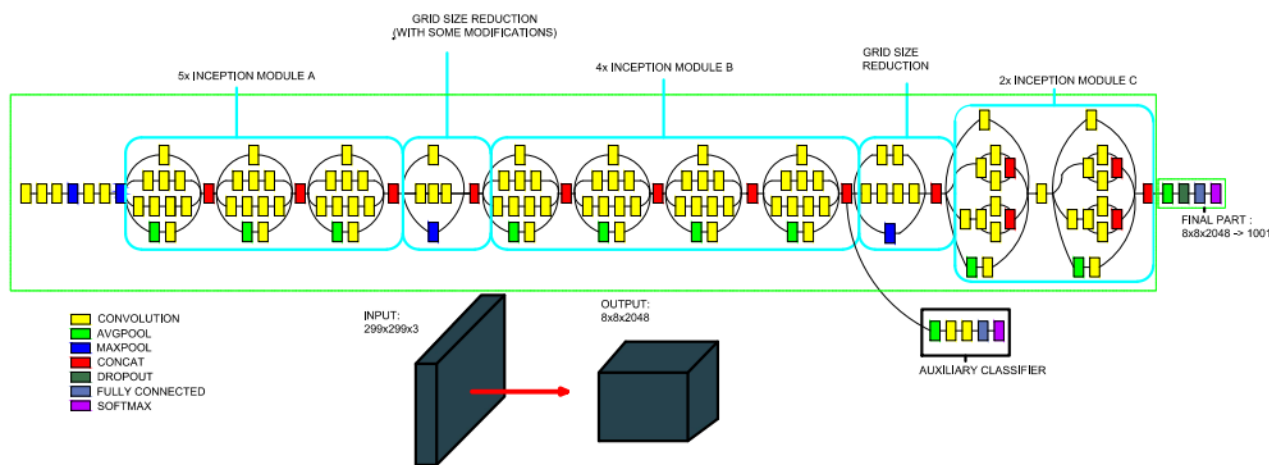 GRID SIZE REDUCTION
(WITH SOME MODIFICATIONS)
5x INCEPTION MODULE A
4x INCEPTION MODULE B
GRID SIZE
REDUCTION
2x INCEPTION MODULE C
FINAL PART :
8x8x2048 -> 1001
CONVOLUTION
AVGPOOL
MAXPOOL
CONCAT
DROPOUT
FULLY CONNECTED
SOFTMAX
INPUT:
299x299x3
OUTPUT:
8x8x2048
AUXILIARY CLASSIFIER